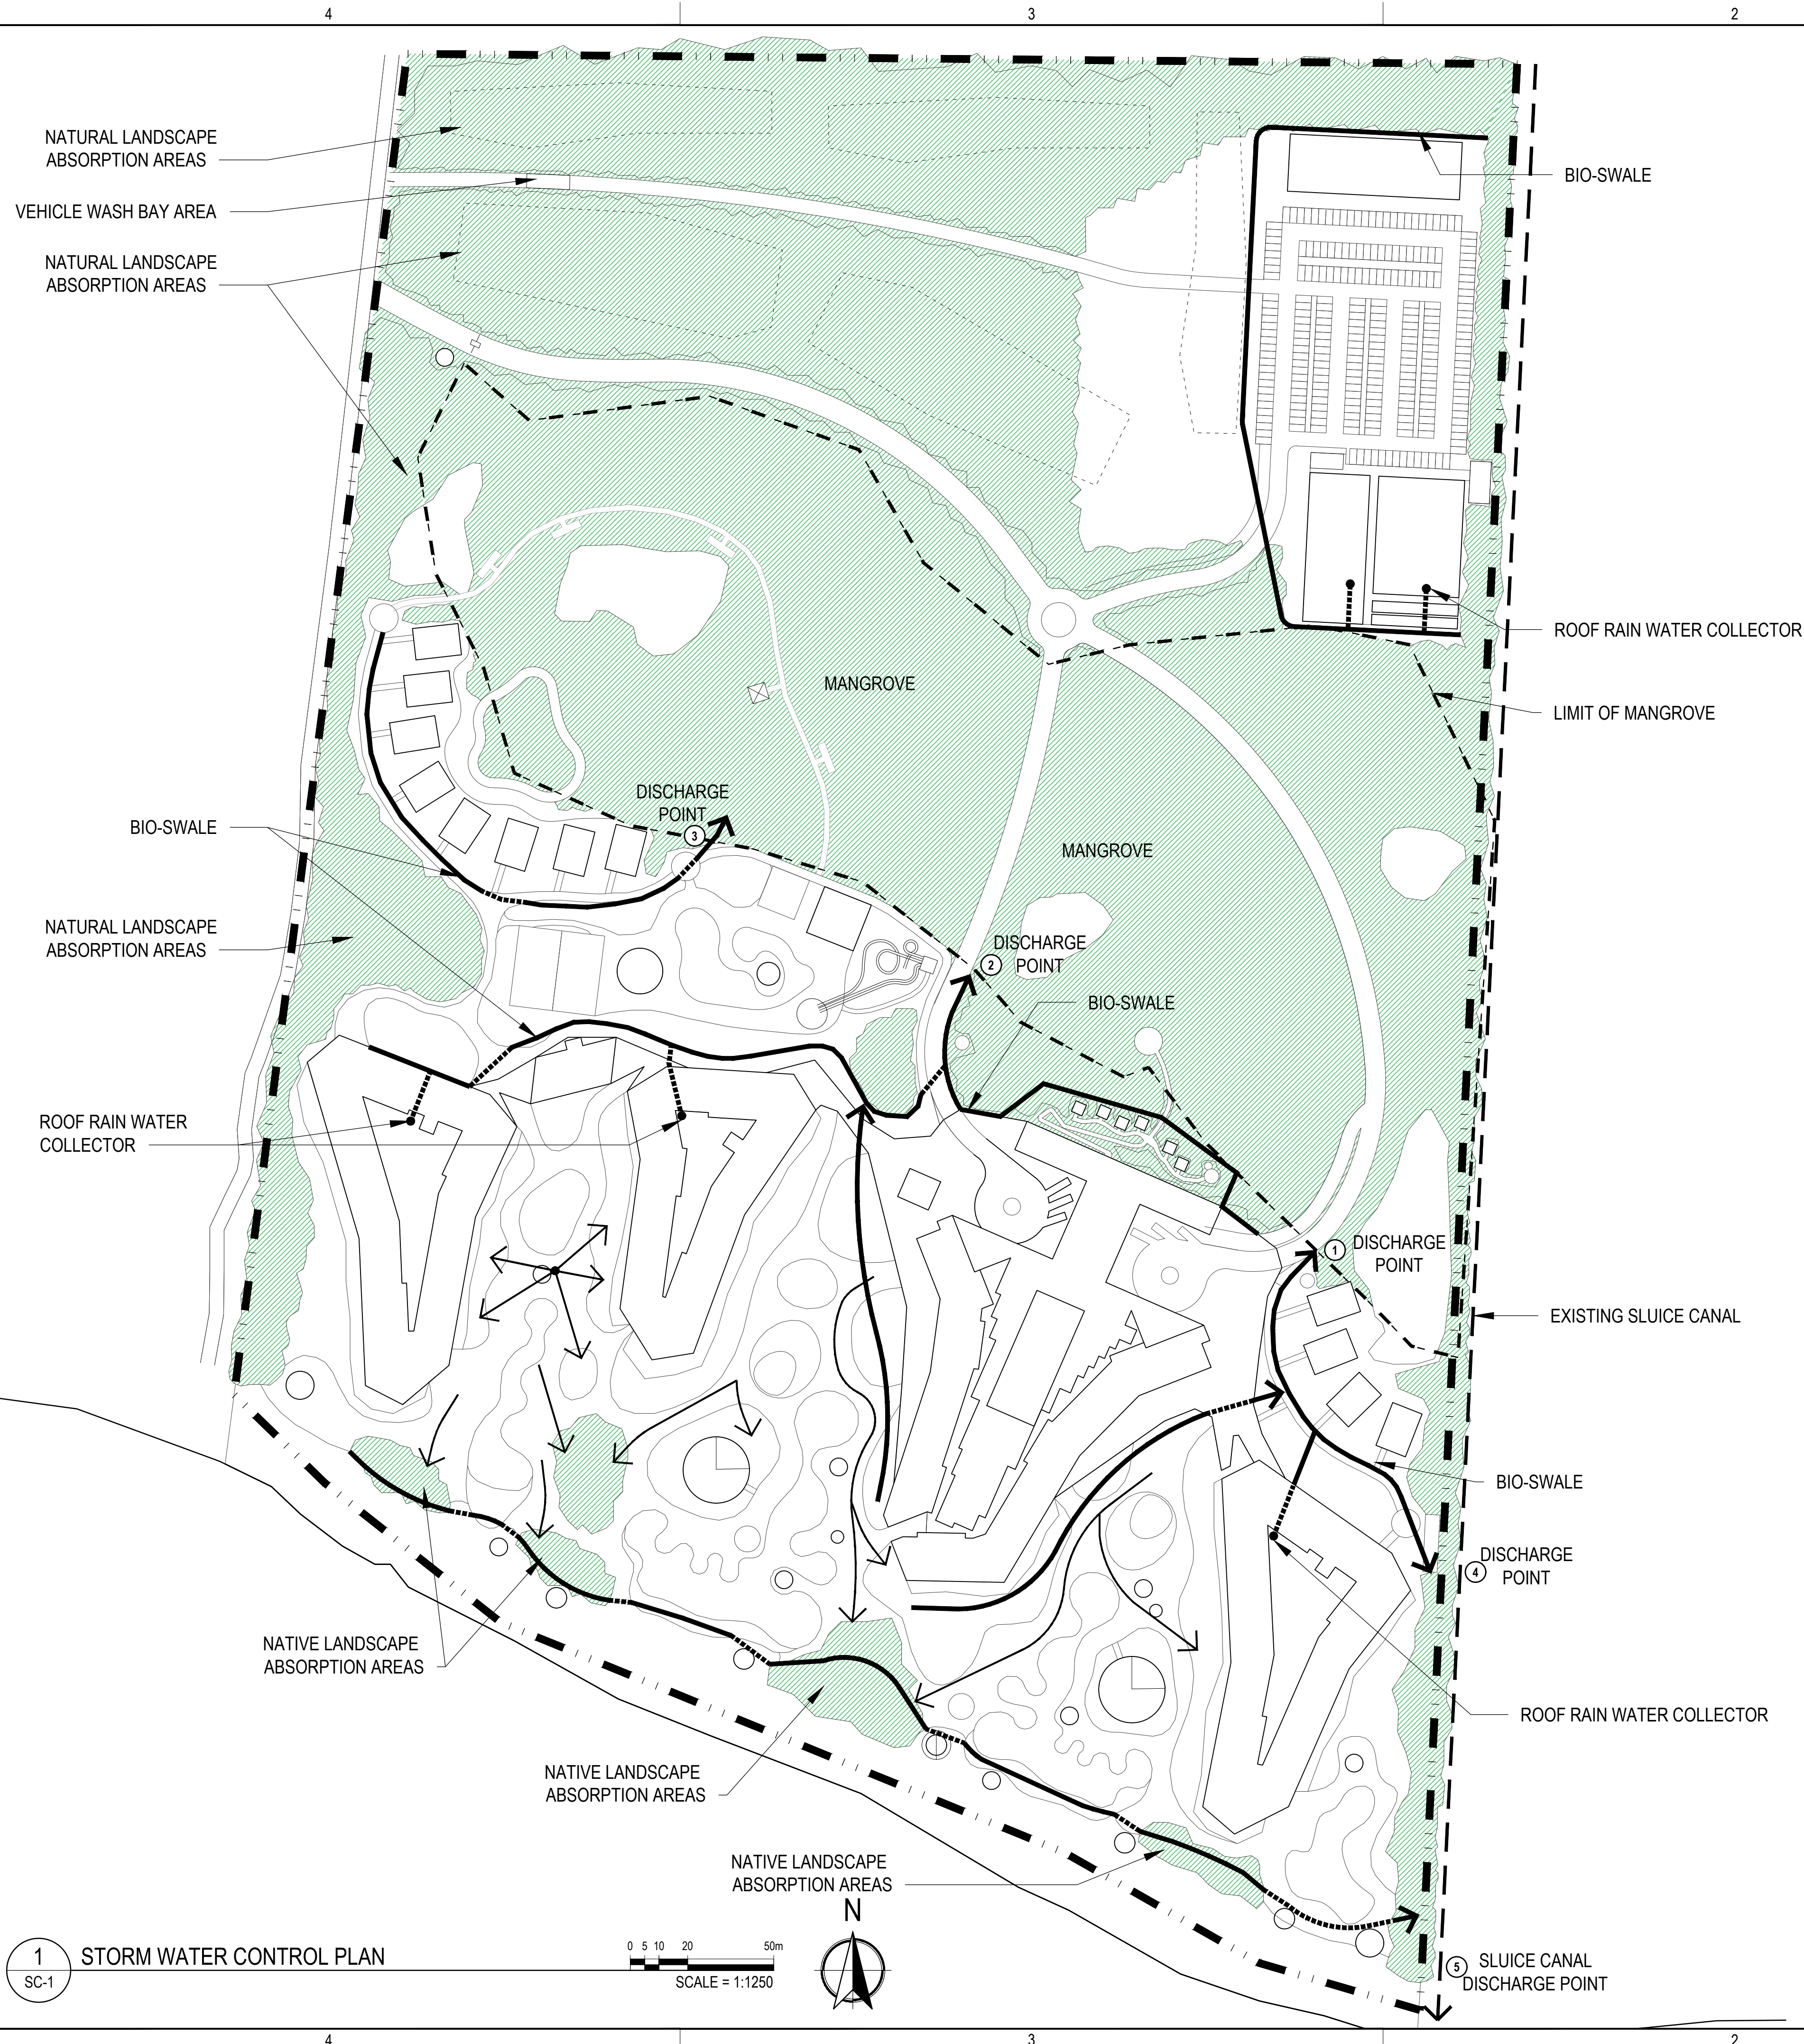 4
3
2
NATURAL LANDSCAPE
ABSORPTION AREAS
BIO-SWALE
VEHICLE WASH BAY AREA
NATURAL LANDSCAPE
ABSORPTION AREAS
ROOF RAIN WATER COLLECTOR
MANGROVE
LIMIT OF MANGROVE
DISCHARGE
POINT
3
BIO-SWALE
MANGROVE
NATURAL LANDSCAPE
ABSORPTION AREAS
DISCHARGE
2 POINT
BIO-SWALE
ROOF RAIN WATER
COLLECTOR
1 DISCHARGE
POINT
EXISTING SLUICE CANAL
BIO-SWALE
DISCHARGE
4 POINT
NATIVE LANDSCAPE
ABSORPTION AREAS
ROOF RAIN WATER COLLECTOR
NATIVE LANDSCAPE
ABSORPTION AREAS
NATIVE LANDSCAPE
ABSORPTION AREAS
N
1
SC-1
STORM WATER CONTROL PLAN
0 5 10 20 50m
SCALE = 1:1250
5 SLUICE CANAL
DISCHARGE POINT
4
3
2